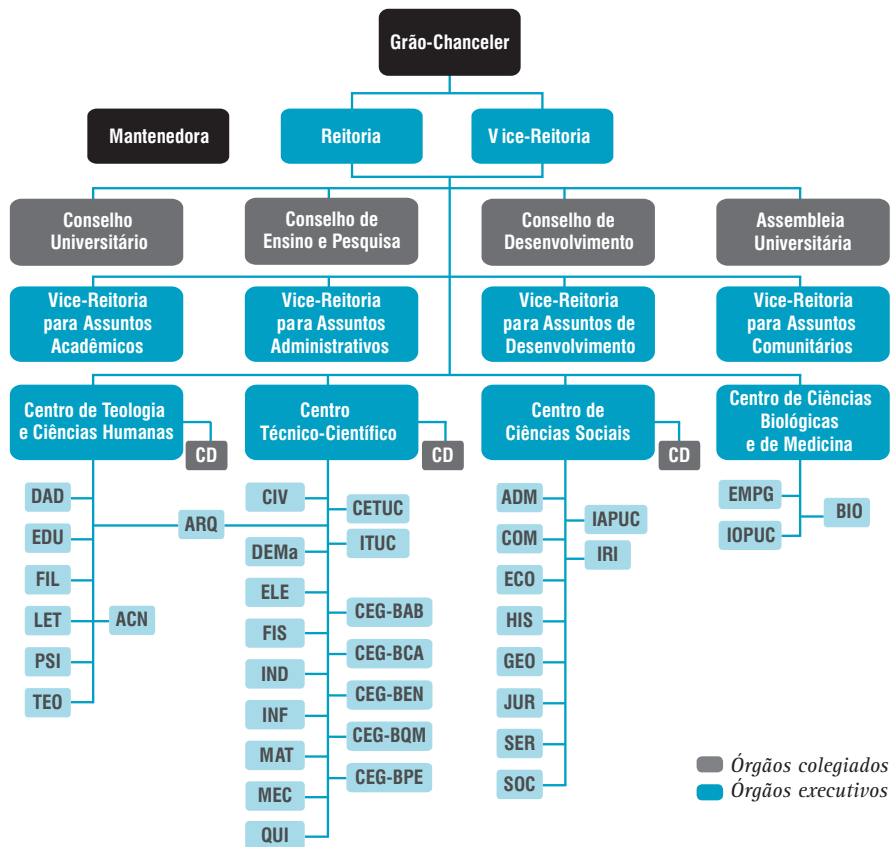 Grão-Chanceler
Mantenedora
Reitoria
Vice-Reitoria
Conselho
Universitário
Conselho de
Ensino e Pesquisa
Conselho de
Desenvolvimento
Assembleia
Universitária
Vice-Reitoria
para Assuntos
Acadêmicos
Vice-Reitoria
para Assuntos
Administrativos
Vice-Reitoria
para Assuntos de
Desenvolvimento
Vice-Reitoria
para Assuntos
Comunitários
Centro de Teologia
e Ciências Humanas
CD
Centro
Técnico-Científico
CD
Centro de
Ciências Sociais
CD
Centro de Ciências
Biológicas
e de Medicina
DAD
EDU
FIL
LET
PSI
TEO
ACN
ARQ
CIV
DEMa
ELE
FIS
IND
INF
MAT
MEC
QUI
CETUC
ITUC
CEG-BAB
CEG-BCA
CEG-BEN
CEG-BQM
CEG-BPE
ADM
COM
ECO
HIS
GEO
JUR
SER
SOC
IAPUC
IRI
EMPG
IOPUC
BIO
Órgãos colegiados
Órgãos executivos